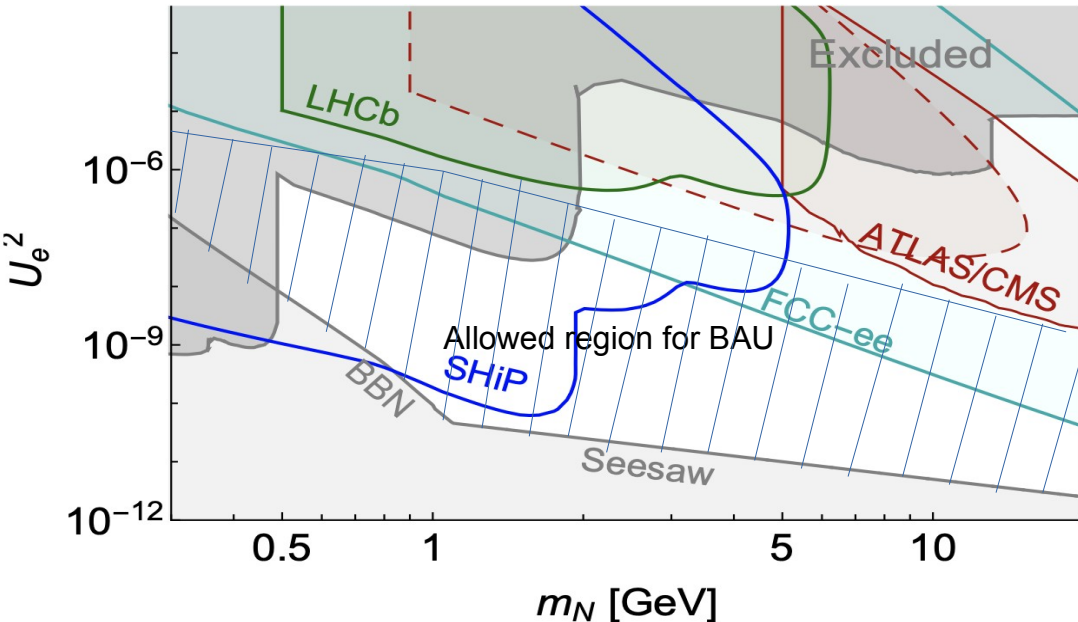 Excluded
LHCb
10⁻⁶
U_e²
ATLAS/CMS
FCC-ee
10⁻⁹
Allowed region for BAU
SHiP
BBN
Seesaw
10⁻¹²
0.5 1 5 10
m_N [GeV]